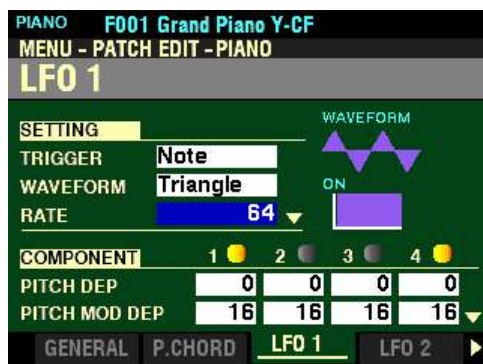 PIANO F001 Grand Piano Y-CF
MENU - PATCH EDIT - PIANO
LFO 1
WAVEFORM
SETTING
TRIGGER Note
WAVEFORM Triangle ON
RATE 64
COMPONENT 1 2 3 4
PITCH DEP 0 0 0 0
PITCH MOD DEP 16 16 16 16
GENERAL P.CHORD LFO 1 LFO 2